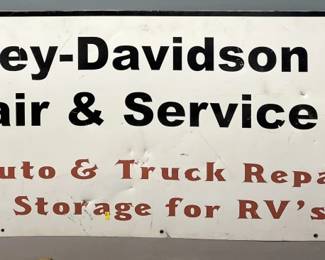 ey-Davidson
air & Service
uto & Truck Repa
Storage for RV's